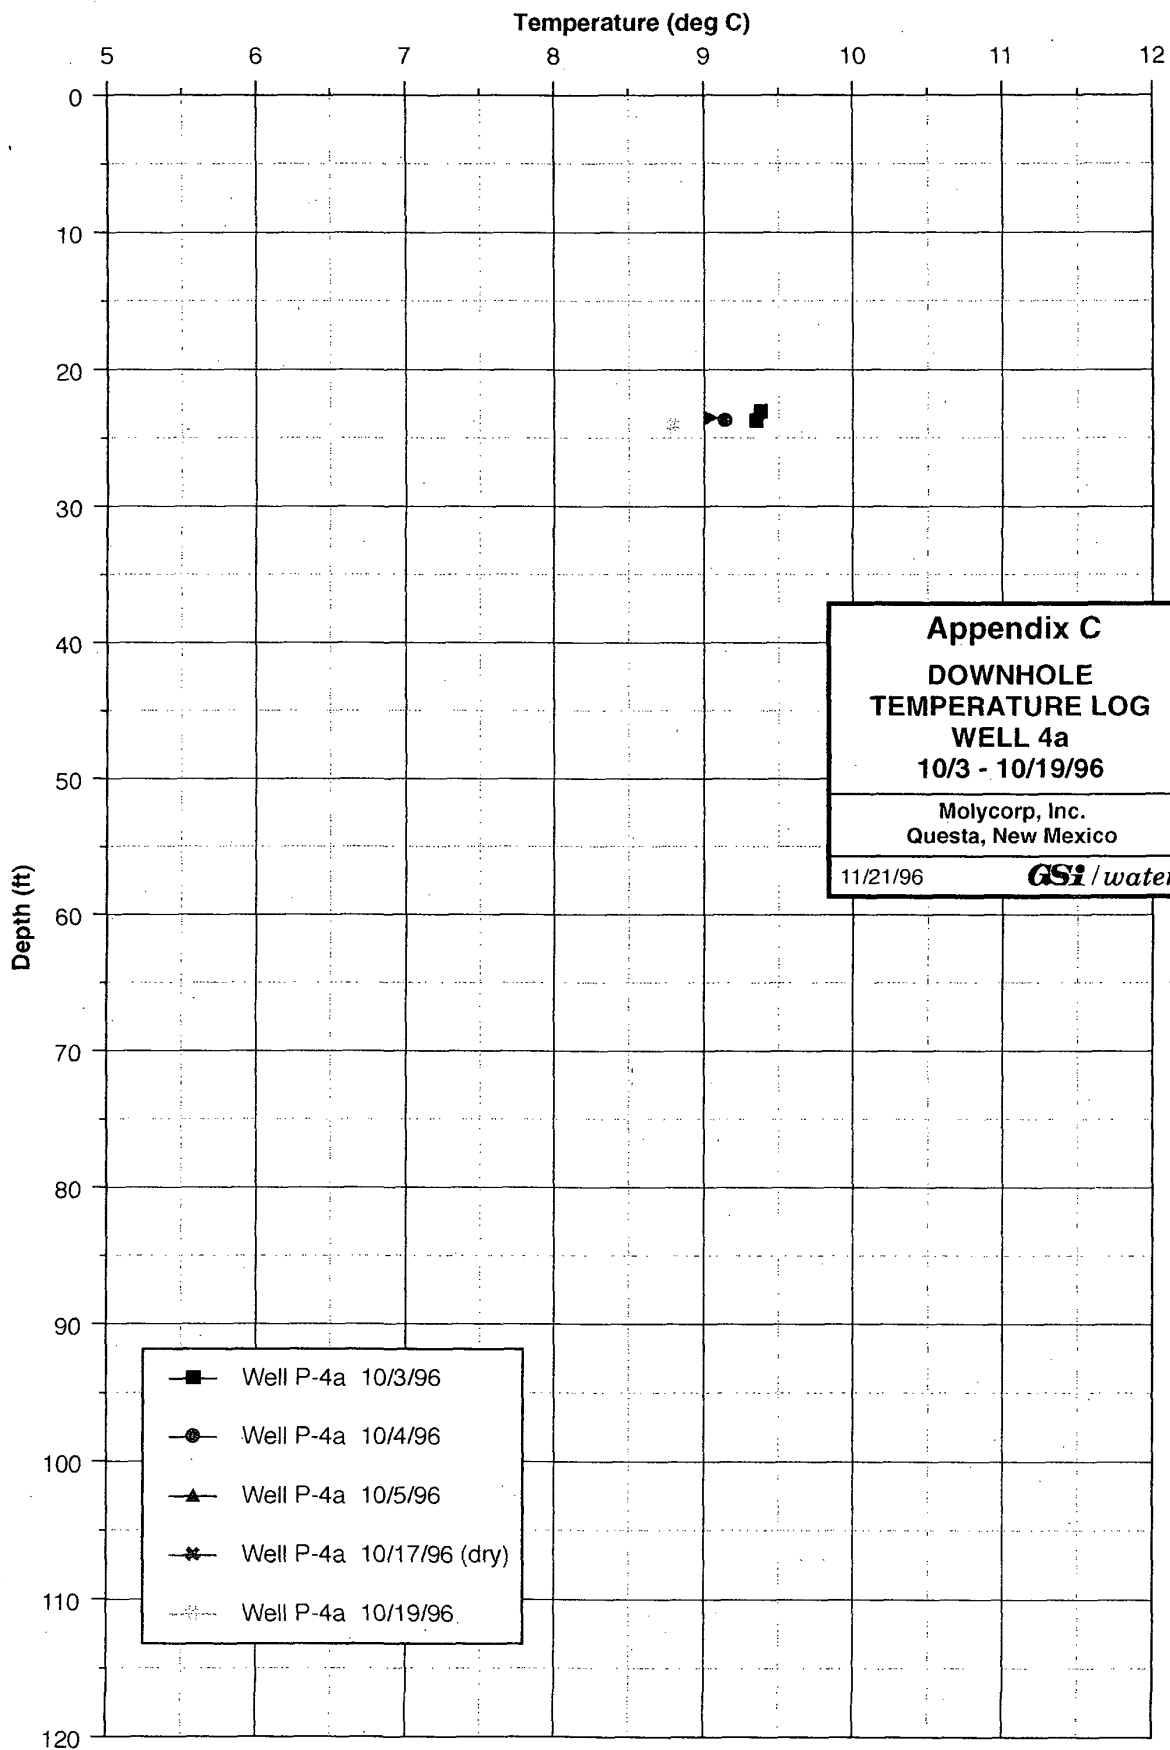 Temperature (deg C)
5 6 7 8 9 10 11 12
0
10
20
30
40
50
60
70
80
90
100
110
120
Depth (ft)
Appendix C
DOWNHOLE
TEMPERATURE LOG
WELL 4a
10/3 - 10/19/96
Molycorp, Inc.
Questa, New Mexico
11/21/96 GSi/water
Well P-4a 10/3/96
Well P-4a 10/4/96
Well P-4a 10/5/96
Well P-4a 10/17/96 (dry)
Well P-4a 10/19/96